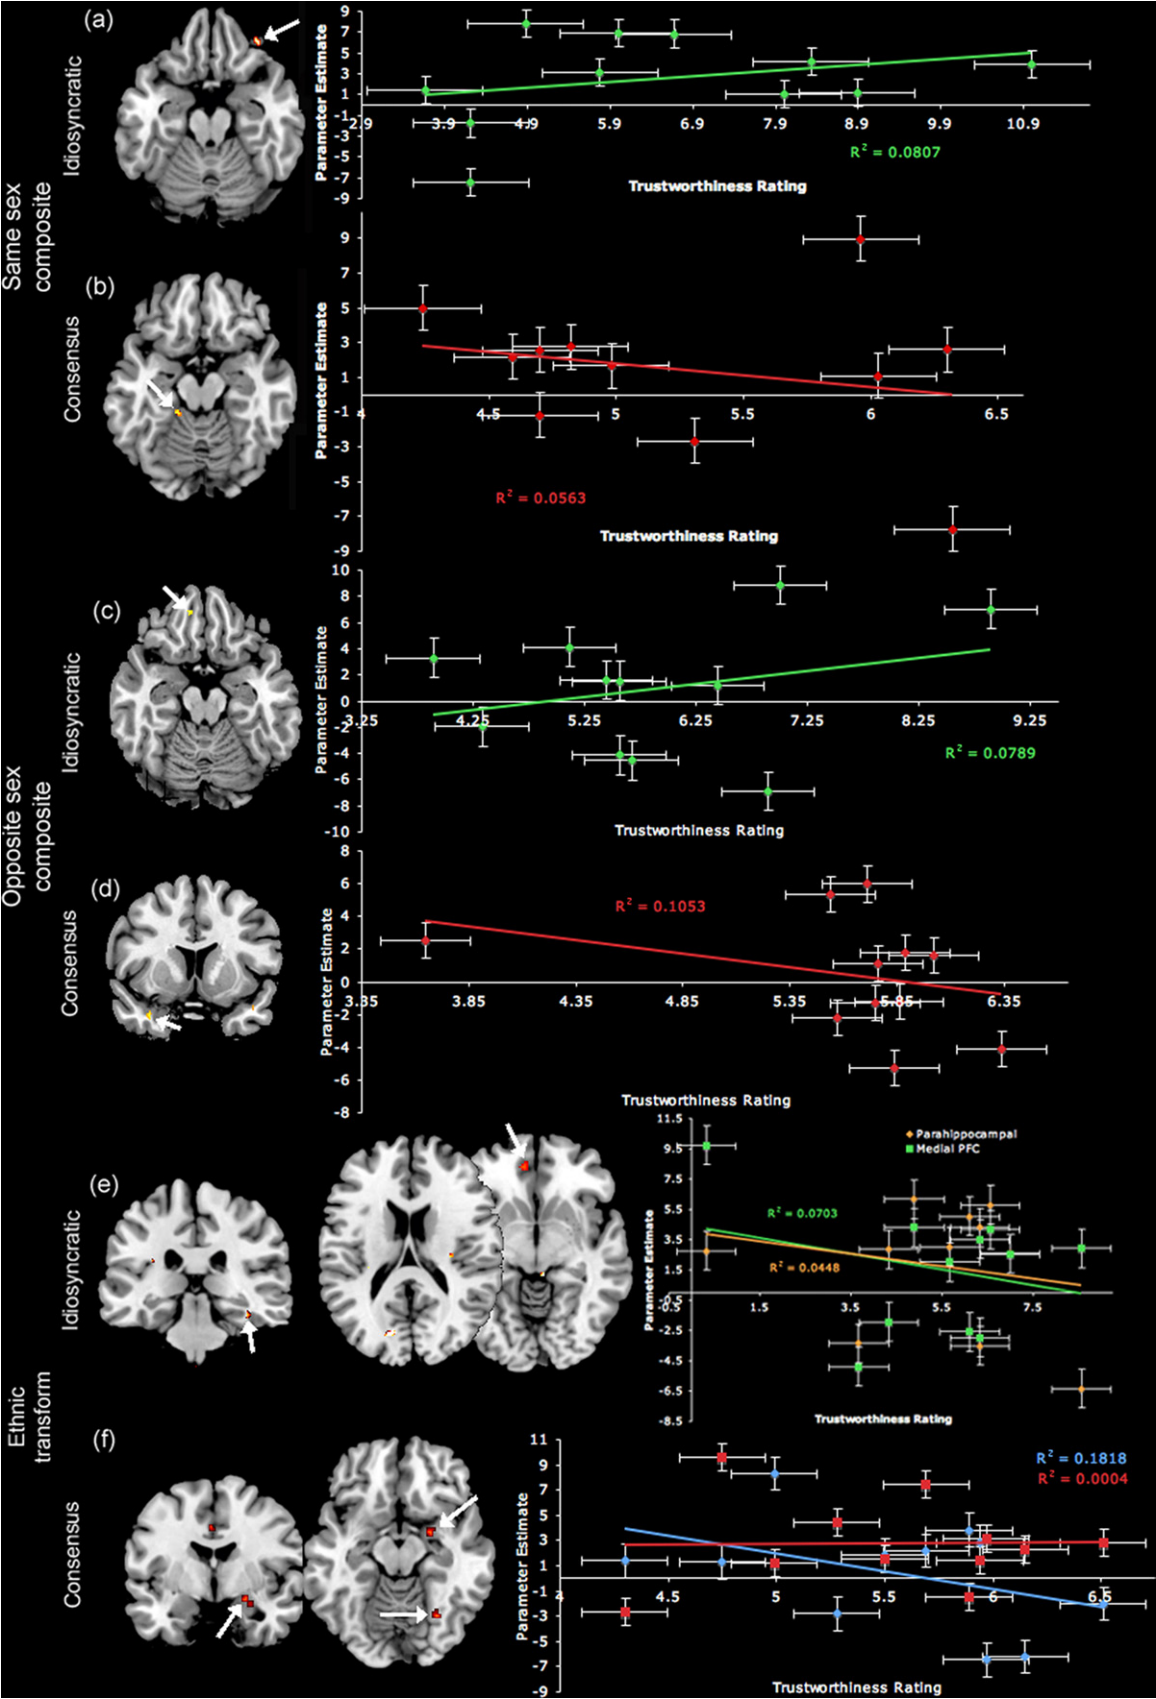 Same sex
composite
Opposite sex
composite
Ethnic
transform
(a)
Idiosyncratic
Parameter Estimate
9
7
5
3
1
-1
-3
-5
-7
-9
2.9 3.9 4.9 5.9 6.9 7.9 8.9 9.9 10.9
R² = 0.0807
Trustworthiness Rating
(b)
Consensus
Parameter Estimate
9
7
5
3
1
-1
-3
-5
-7
-9
4 4.5 5 5.5 6 6.5
R² = 0.0563
Trustworthiness Rating
(c)
Idiosyncratic
Parameter Estimate
10
8
6
4
2
0
-2
-4
-6
-8
-10
3.25 4.25 5.25 6.25 7.25 8.25 9.25
R² = 0.0789
Trustworthiness Rating
(d)
Consensus
Parameter Estimate
8
6
4
2
0
-2
-4
-6
-8
3.35 3.85 4.35 4.85 5.35 5.85 6.35
R² = 0.1053
Trustworthiness Rating
(e)
Idiosyncratic
Parameter Estimate
11.5
9.5
7.5
5.5
3.5
1.5
-0.5
-2.5
-4.5
-6.5
-8.5
1.5 3.5 5.5 7.5
Parahippocampal
Medial PFC
R² = 0.0703
R² = 0.0448
Trustworthiness Rating
(f)
Consensus
Parameter Estimate
11
9
7
5
3
1
-1
-3
-5
-7
-9
4 4.5 5 5.5 6 6.5
R² = 0.1818
R² = 0.0004
Trustworthiness Rating